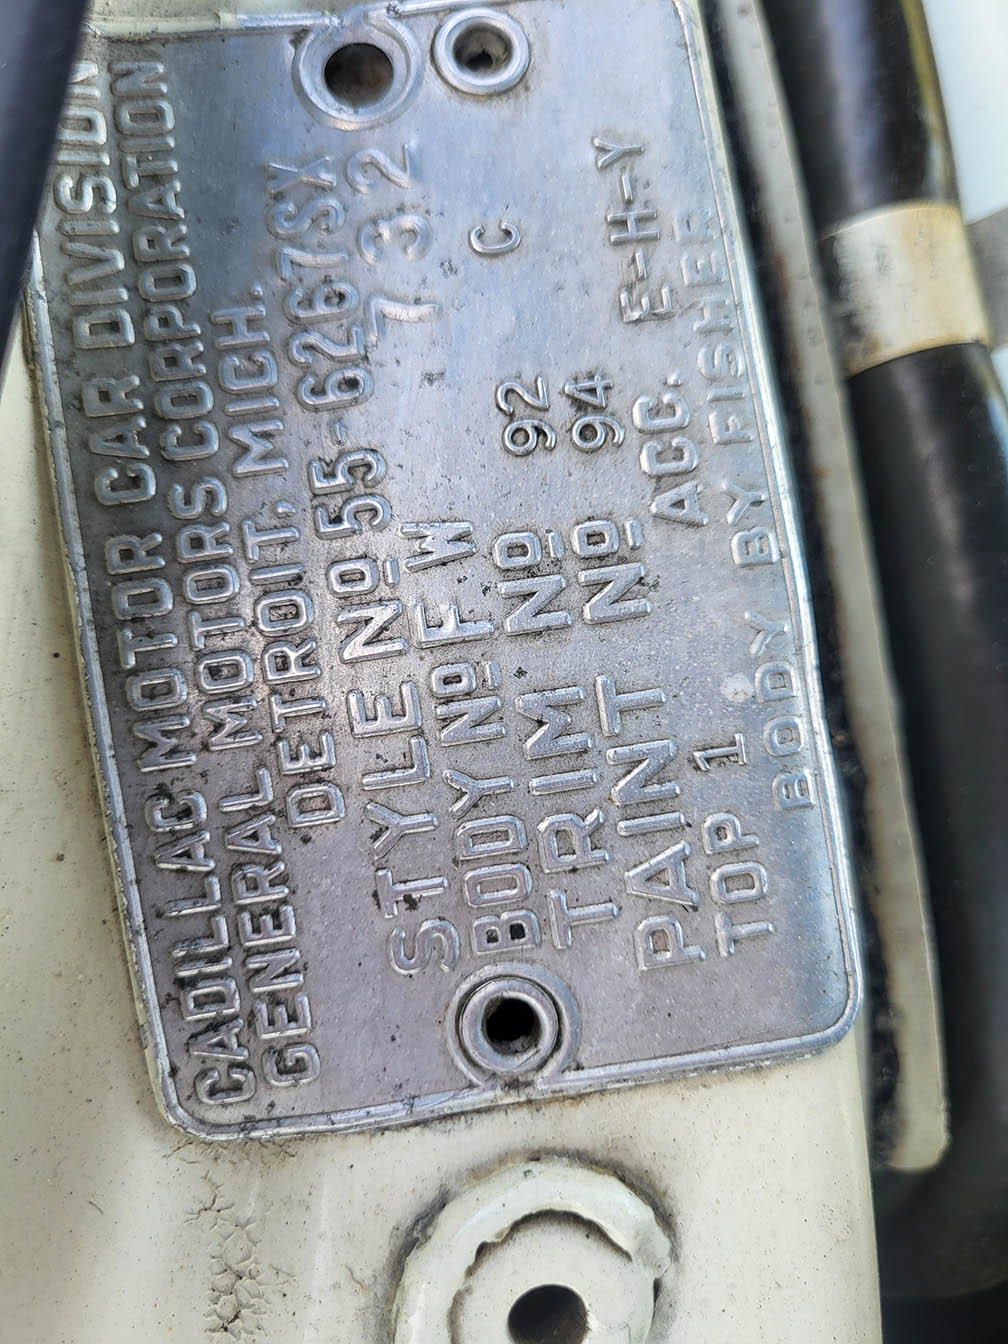 CADILLAC MOTOR CAR DIVISION
GENERAL MOTORS CORPORATION
DETROIT, MICH.
STYLE Nº 55-6267SX
BODY Nº FW 732
TRIM Nº 92 C
PAINT Nº 94
TOP 1 ACC. E-H-Y
BODY BY FISHER